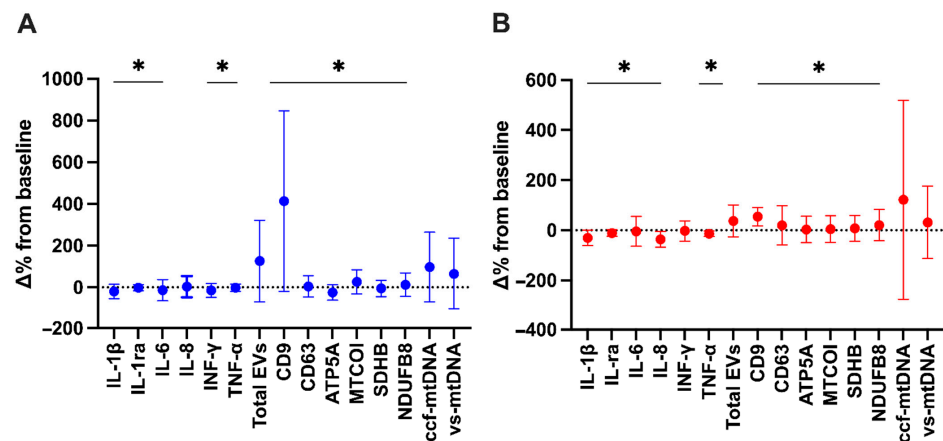 A
B
* * *
* * *
Δ% from baseline
1000
800
600
400
200
0
–200
IL-1β
IL-1ra
IL-6
IL-8
INF-γ
TNF-α
Total EVs
CD9
CD63
ATP5A
MTCOI
SDHB
NDUFB8
ccf-mtDNA
vs-mtDNA
Δ% from baseline
600
400
200
0
–200
–400
IL-1β
IL-ra
IL-6
IL-8
INF-γ
TNF-α
Total EVs
CD9
CD63
ATP5A
MTCOI
SDHB
NDUFB8
ccf-mtDNA
vs-mtDNA